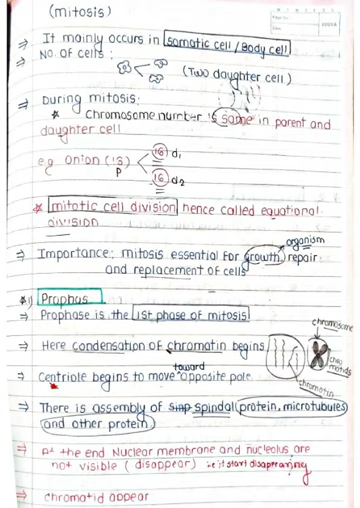 (mitosis)
⇒ It mainly occurs in somatic cell / Body cell
⇒ No. of cells:
(Two daughter cell)
⇒ During mitosis:
* Chromosome number is same in parent and
daughter cell
e.g onion (16) 16 d1
P
16 d2
* mitotic cell division hence called equational
division
organism
⇒ Importance: mitosis essential for growth, repair
and replacement of cells
*1) Prophas
⇒ Prophase is the 1st phase of mitosis
chromosome
⇒ Here condensation of chromatin begins
chro
matids
toward
⇒ Centriole begins to move opposite pole
chromatin
⇒ There is assembly of spindal (protein, microtubules)
and other protein)
⇒ At the end Nuclear membrane and nucleolus are
not visible (disappear) i.e it start disappearing
⇒ chromatid appear